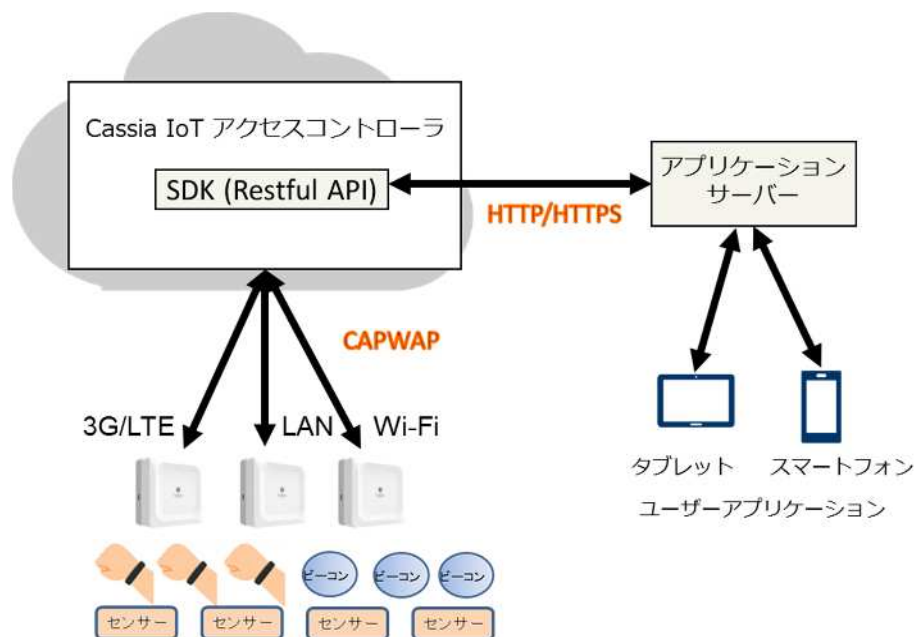 Cassia IoT アクセスコントローラ
SDK (Restful API)
HTTP/HTTPS
アプリケーション
サーバー
CAPWAP
3G/LTE
LAN
Wi-Fi
タブレット
スマートフォン
ユーザーアプリケーション
ビーコン
ビーコン
ビーコン
センサー
センサー
センサー
センサー